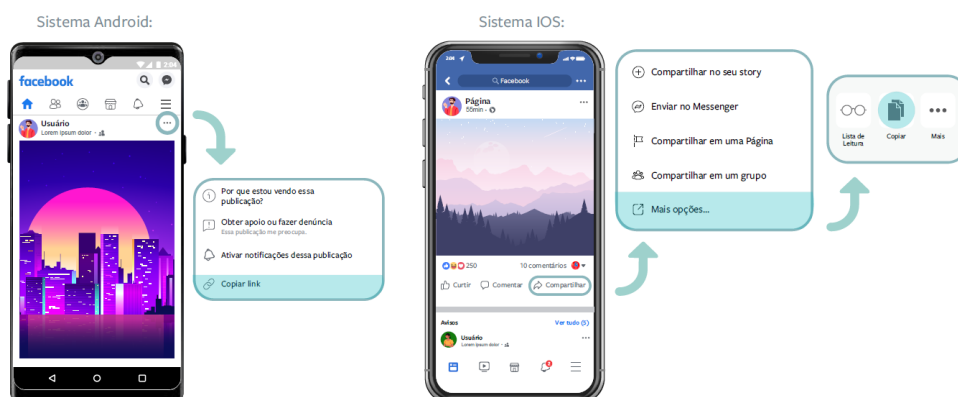 Sistema Android:
2:04
facebook
Usuário
Lorem ipsum dolor
Por que estou vendo essa
publicação?
Obter apoio ou fazer denúncia
Essa publicação me preocupa.
Ativar notificações dessa publicação
Copiar link
Sistema IOS:
2:04
Facebook
Página
55min
250
10 comentários
Curtir
Comentar
Compartilhar
Avisos
Ver tudo (5)
Usuário
Lorem ipsum dolor
Compartilhar no seu story
Enviar no Messenger
Compartilhar em uma Página
Compartilhar em um grupo
Mais opções...
Lista de
Leitura
Copiar
Mais